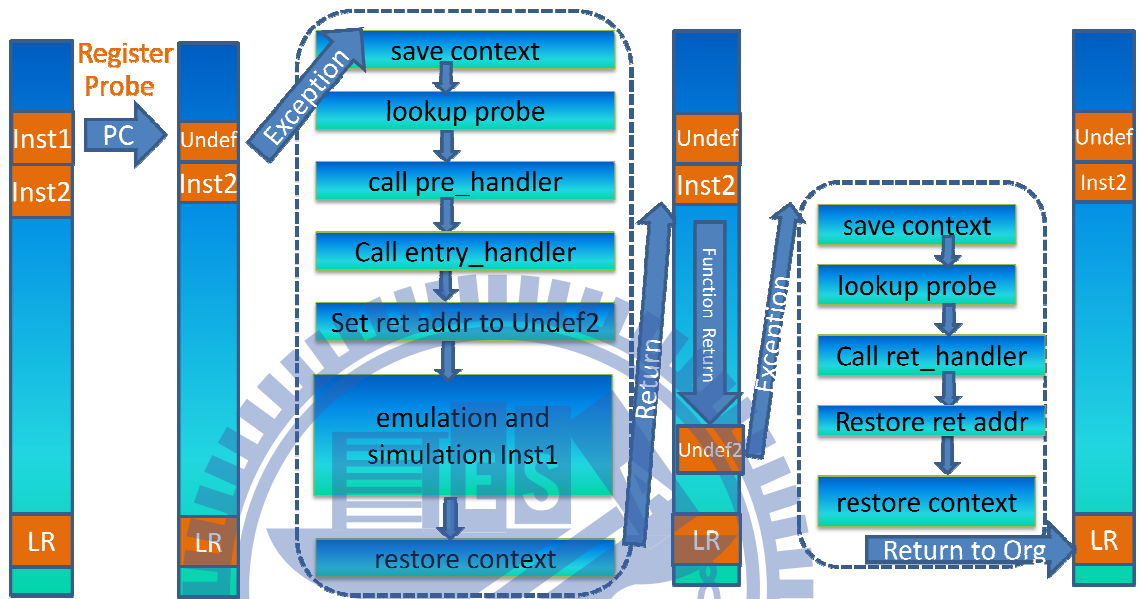 Register
Probe
PC
Inst1
Inst2
LR
Undef
Inst2
LR
Exception
save context
lookup probe
call pre_handler
Call entry_handler
Set ret addr to Undef2
emulation and
simulation Inst1
restore context
Return
Undef
Inst2
Function Return
Undef2
LR
Exception
save context
lookup probe
Call ret_handler
Restore ret addr
restore context
Return to Org
Undef
Inst2
LR
ES